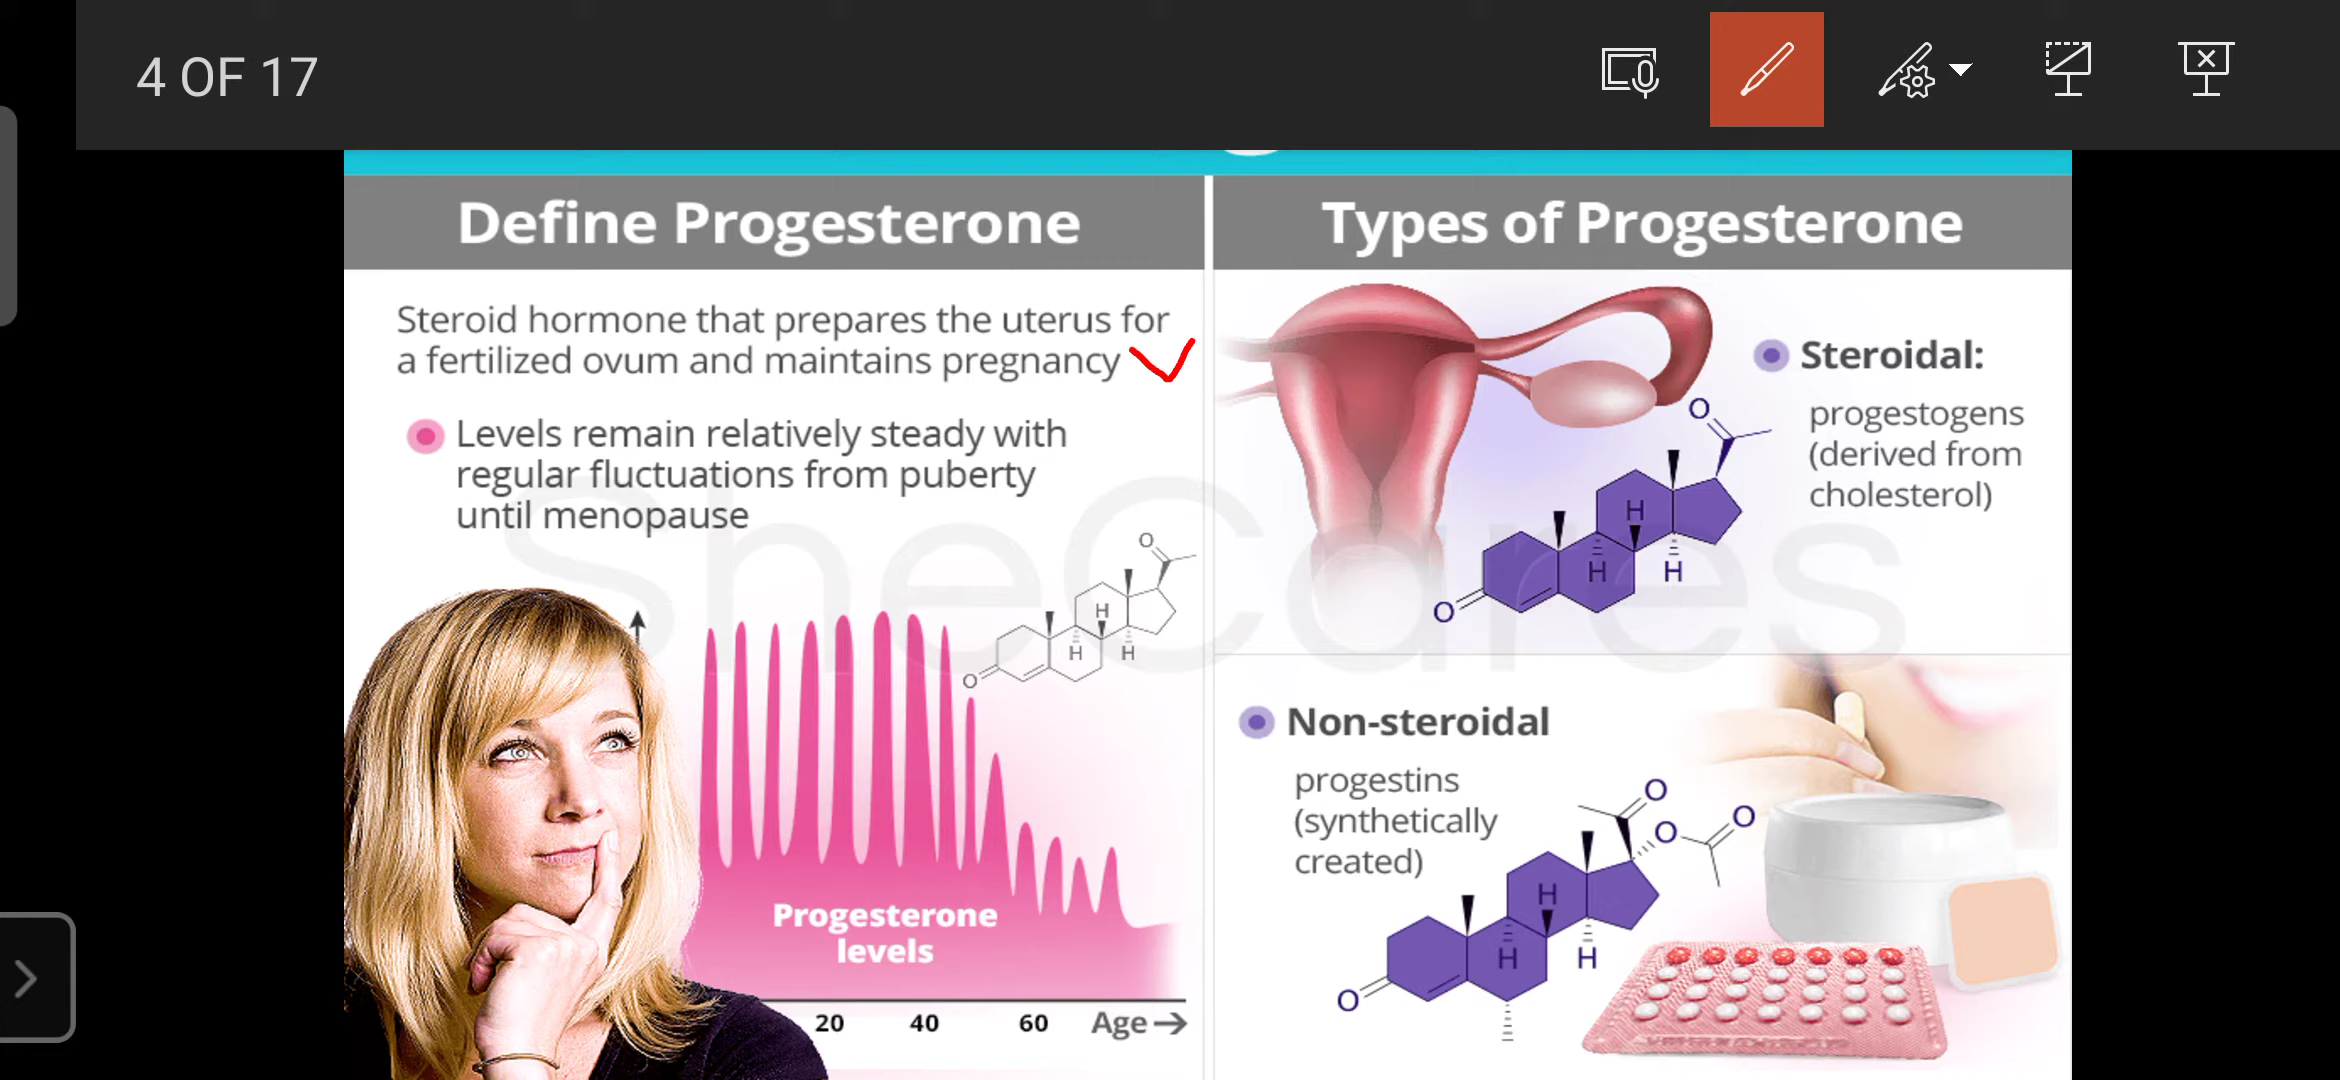 4 OF 17
Define Progesterone
Steroid hormone that prepares the uterus for
a fertilized ovum and maintains pregnancy
Levels remain relatively steady with
regular fluctuations from puberty
until menopause
O
H
H
H
O
Progesterone
levels
20 40 60 Age
Types of Progesterone
Steroidal:
progestogens
(derived from
cholesterol)
O
H
H
H
O
Non-steroidal
progestins
(synthetically
created)
O
O
O
H
H
H
O
SheCares